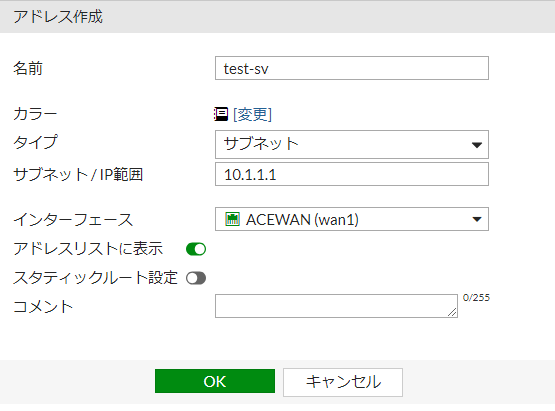 アドレス作成
名前 test-sv
カラー [変更]
タイプ サブネット
サブネット / IP範囲 10.1.1.1
インターフェース ACEWAN (wan1)
アドレスリストに表示
スタティックルート設定
コメント 0/255
OK キャンセル